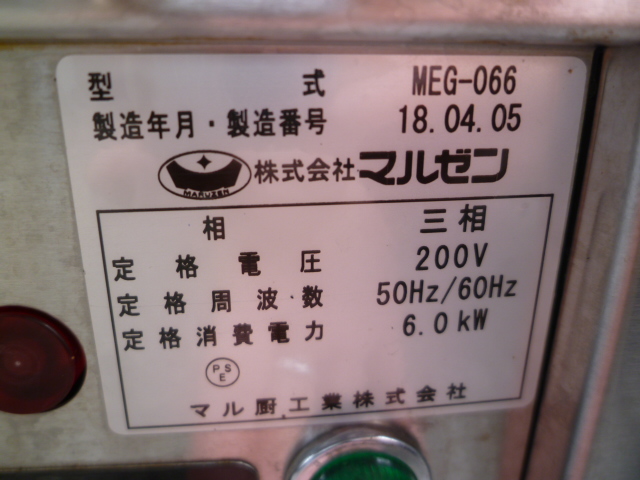 型式 MEG-066
製造年月・製造番号 18.04.05
MARUZEN 株式会社マルゼン
相 三相
定格電圧 200V
定格周波数 50Hz/60Hz
定格消費電力 6.0kW
PSE
マル厨工業株式会社